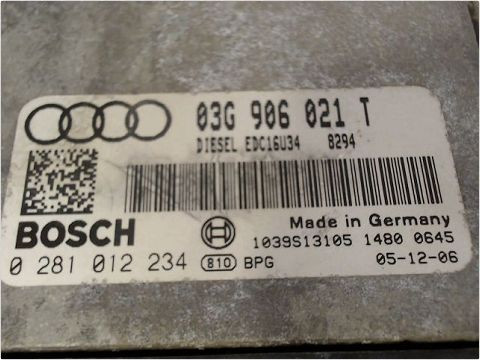 03G 906 021 T
DIESEL EDC16U34 8294
BOSCH
Made in Germany
1039S13105 1480 0645
0 281 012 234 810 BPG 05-12-06